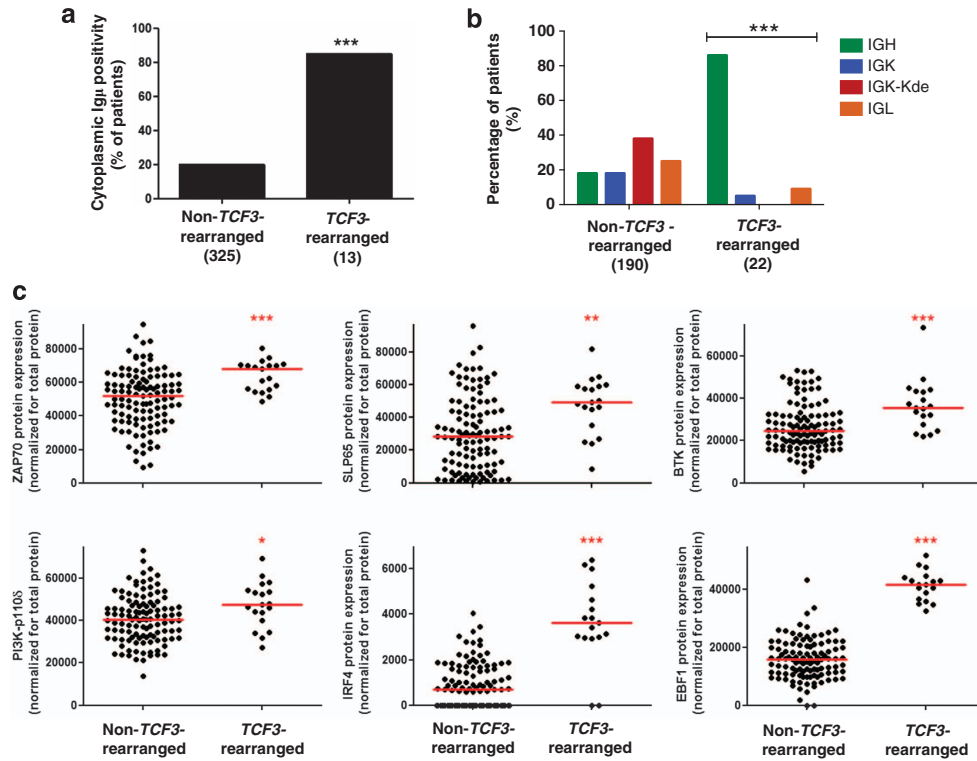 a
Cytoplasmic Igμ positivity
(% of patients)
100
80
60
40
20
0
***
Non-TCF3-
rearranged
(325)
TCF3-
rearranged
(13)
b
Percentage of patients
(%)
100
80
60
40
20
0
***
IGH
IGK
IGK-Kde
IGL
Non-TCF3 -
rearranged
(190)
TCF3-
rearranged
(22)
c
ZAP70 protein expression
(normalized for total protein)
80000
60000
40000
20000
0
***
SLP65 protein expression
(normalized for total protein)
80000
60000
40000
20000
0
**
BTK protein expression
(normalized for total protein)
60000
40000
20000
0
***
PI3K-p110δ
(normalized for total protein)
60000
40000
20000
0
*
IRF4 protein expression
(normalized for total protein)
6000
4000
2000
0
***
EBF1 protein expression
(normalized for total protein)
40000
20000
0
***
Non-TCF3-
rearranged
TCF3-
rearranged
Non-TCF3-
rearranged
TCF3-
rearranged
Non-TCF3-
rearranged
TCF3-
rearranged